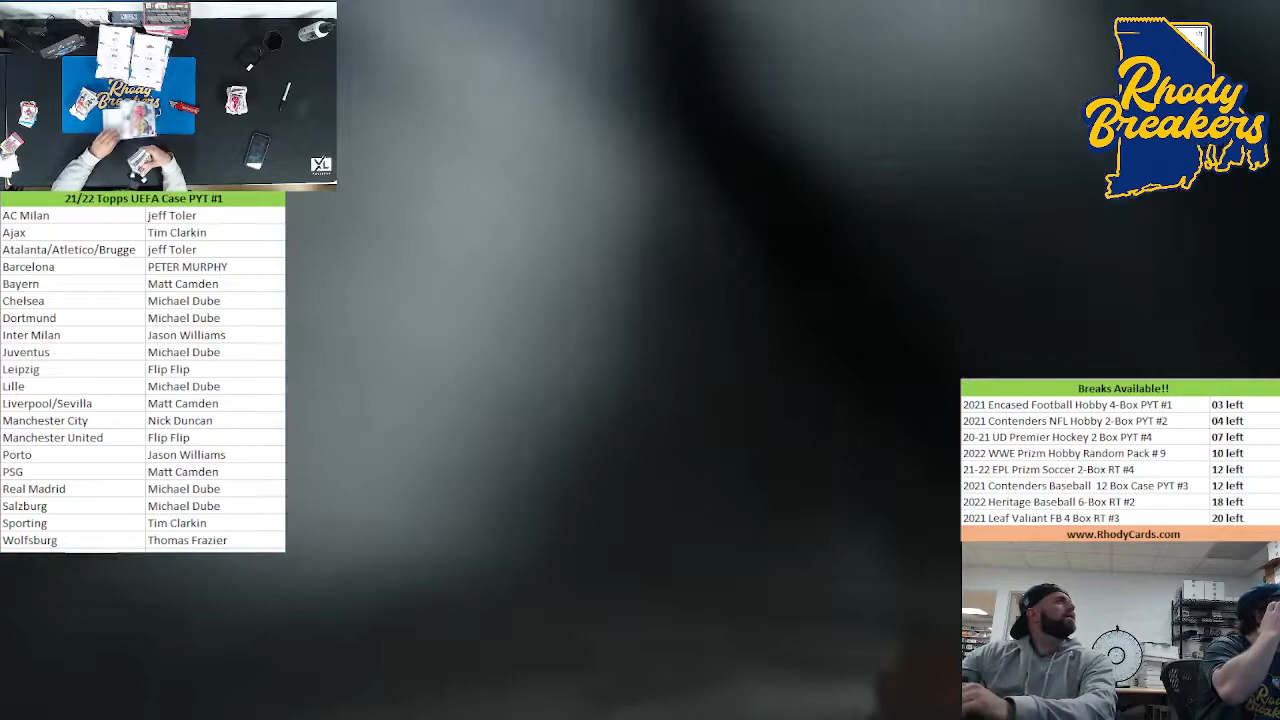 Rhody
Breakers
Rhody
Breakers
XL
21/22 Topps UEFA Case PYT #1
AC Milan jeff Toler
Ajax Tim Clarkin
Atalanta/Atletico/Brugge jeff Toler
Barcelona PETER MURPHY
Bayern Matt Camden
Chelsea Michael Dube
Dortmund Michael Dube
Inter Milan Jason Williams
Juventus Michael Dube
Leipzig Flip Flip
Lille Michael Dube
Liverpool/Sevilla Matt Camden
Manchester City Nick Duncan
Manchester United Flip Flip
Porto Jason Williams
PSG Matt Camden
Real Madrid Michael Dube
Salzburg Michael Dube
Sporting Tim Clarkin
Wolfsburg Thomas Frazier
Breaks Available!!
2021 Encased Football Hobby 4-Box PYT #1 03 left
2021 Contenders NFL Hobby 2-Box PYT #2 04 left
20-21 UD Premier Hockey 2 Box PYT #4 07 left
2022 WWE Prizm Hobby Random Pack # 9 10 left
21-22 EPL Prizm Soccer 2-Box RT #4 12 left
2021 Contenders Baseball 12 Box Case PYT #3 12 left
2022 Heritage Baseball 6-Box RT #2 18 left
2021 Leaf Valiant FB 4 Box RT #3 20 left
www.RhodyCards.com